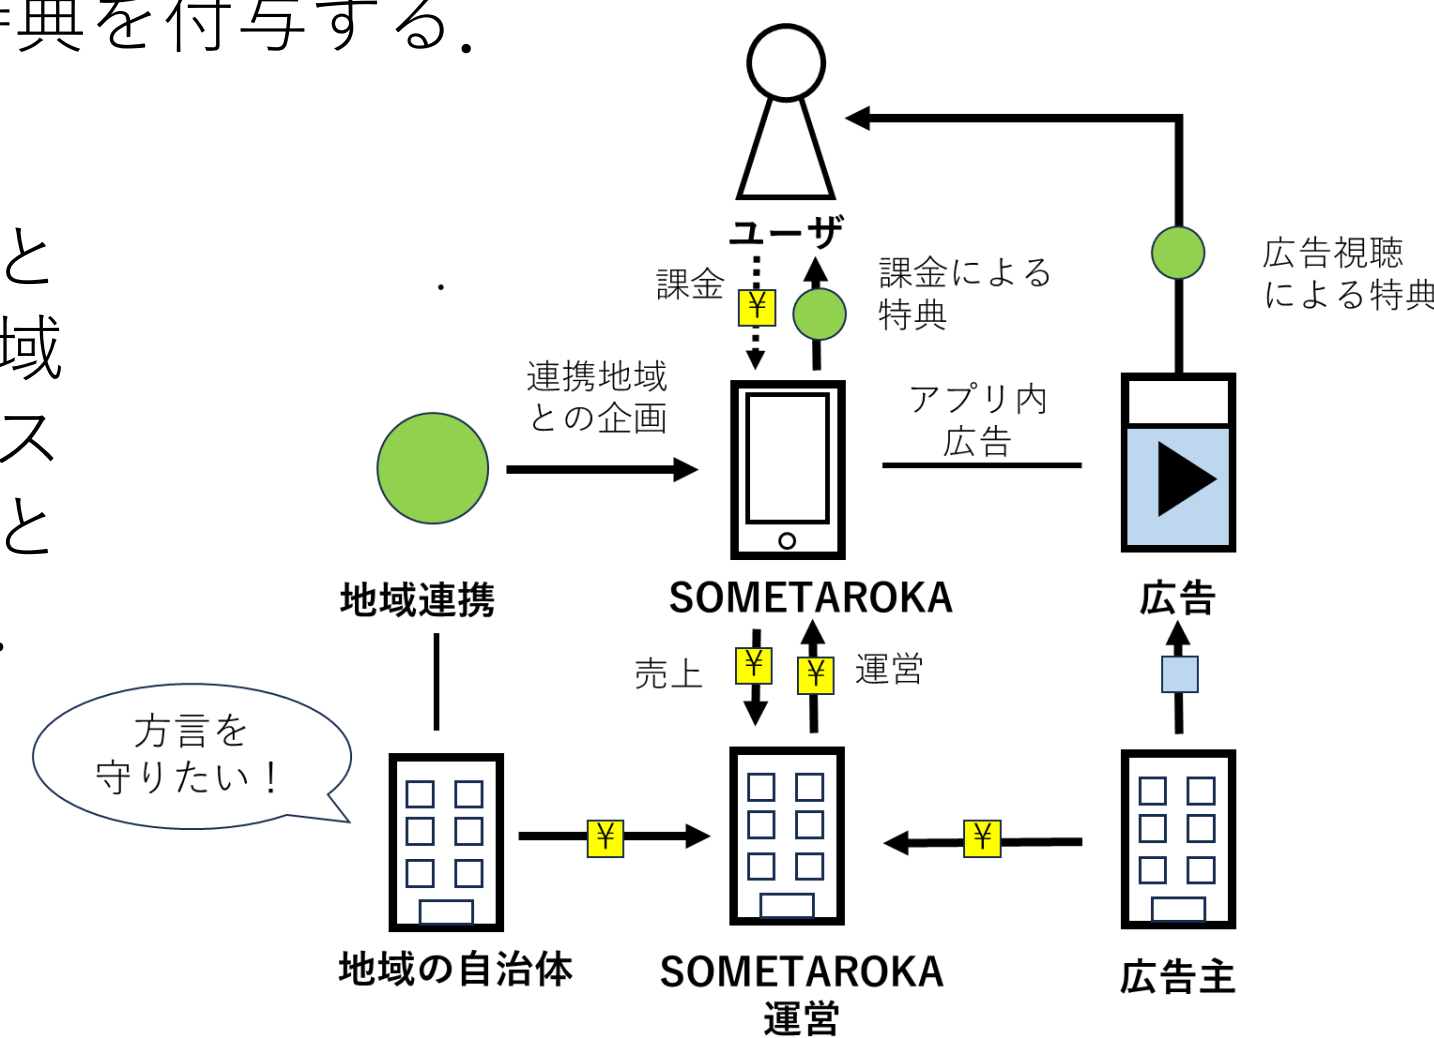 典を付与する.
と
域
ス
と
.
ユーザ
課金
¥
課金による
特典
広告視聴
による特典
連携地域
との企画
アプリ内
広告
地域連携
SOMETAROKA
広告
売上
¥
¥
運営
方言を
守りたい！
¥
¥
地域の自治体
SOMETAROKA
運営
広告主